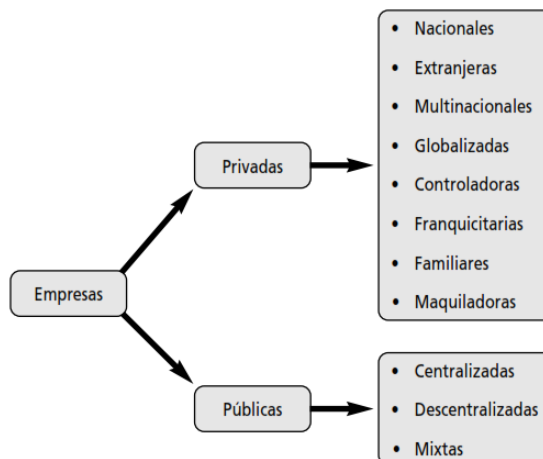 Empresas
Privadas
• Nacionales
• Extranjeras
• Multinacionales
• Globalizadas
• Controladoras
• Franquicitarias
• Familiares
• Maquiladoras
Públicas
• Centralizadas
• Descentralizadas
• Mixtas